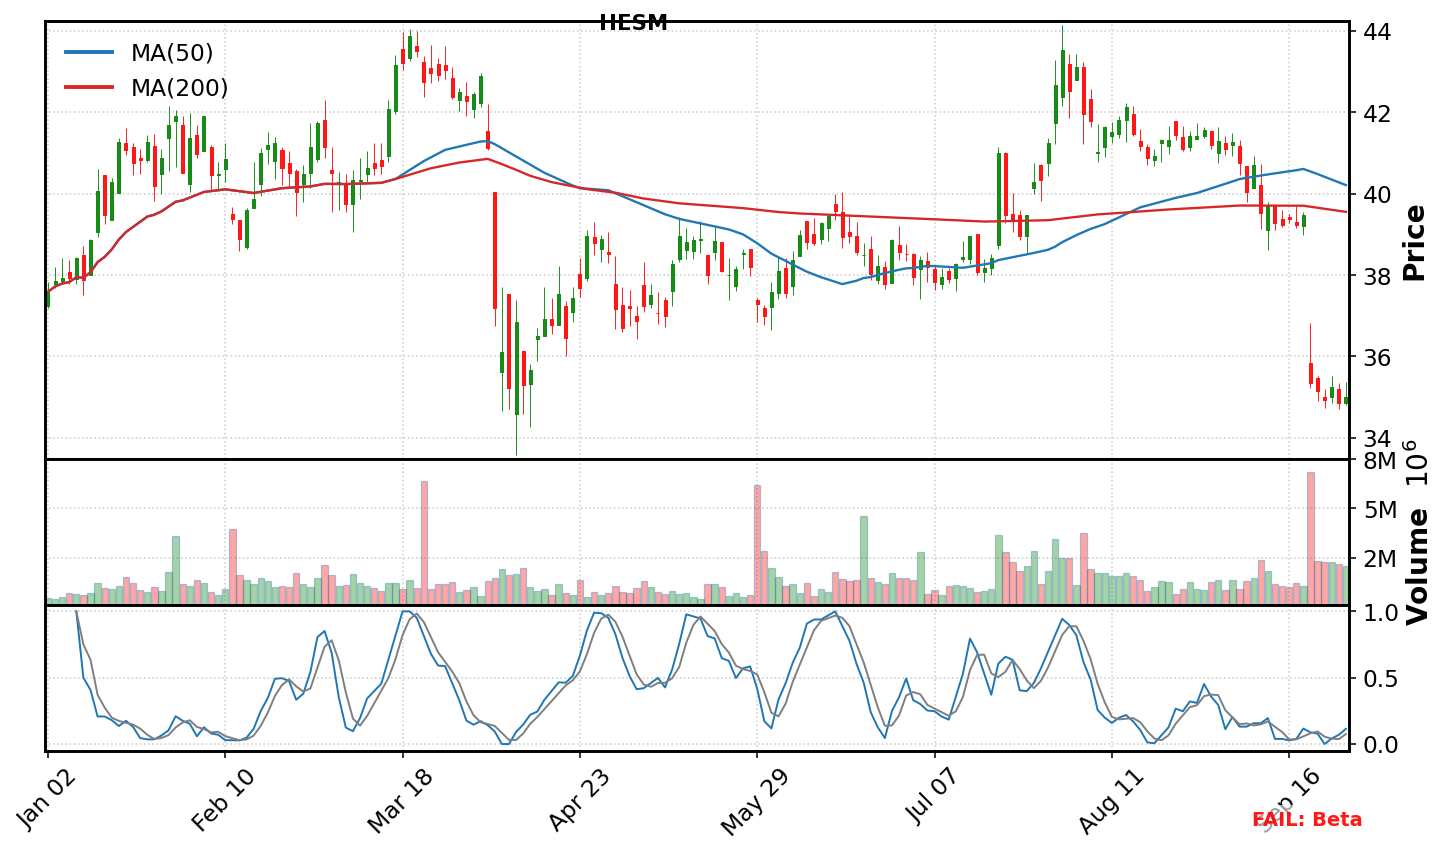 HESM
MA(50)
MA(200)
44
42
40
38
36
34
Price
8M
5M
2M
Volume 10^6
1.0
0.5
0.0
Jan 02
Feb 10
Mar 18
Apr 23
May 29
Jul 07
Aug 11
Sep 16
FAIL: Beta